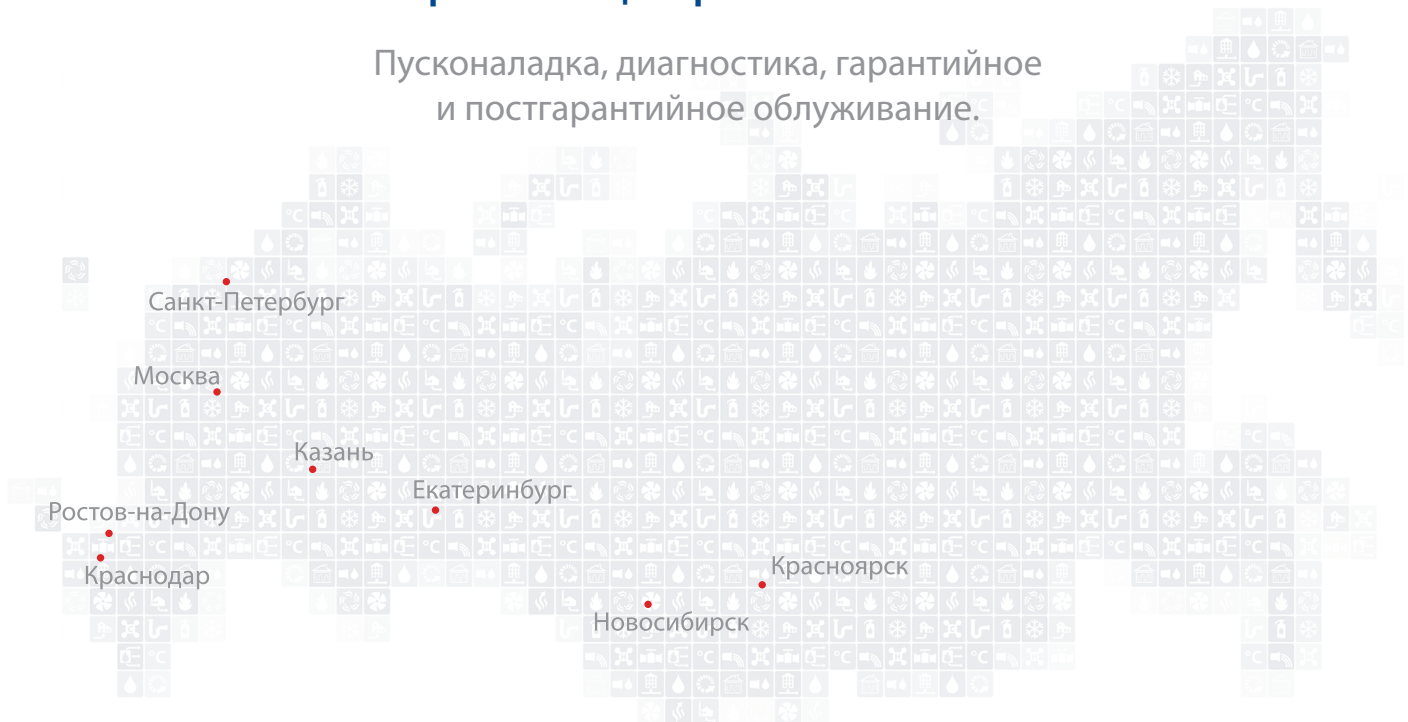 Пусконаладка, диагностика, гарантийное
и постгарантийное облуживание.
Санкт-Петербург
Москва
Казань
Екатеринбург
Ростов-на-Дону
Краснодар
Красноярск
Новосибирск
°C